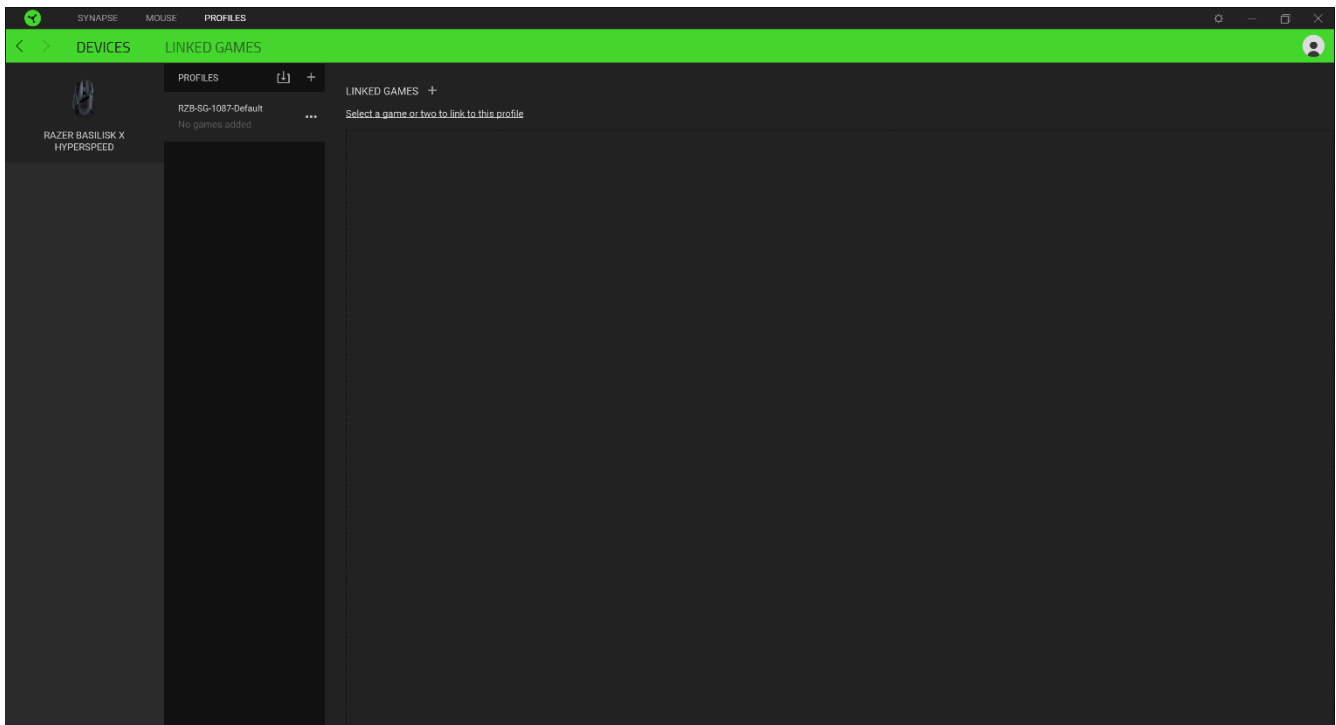 SYNAPSE MOUSE PROFILES
DEVICES LINKED GAMES
RAZER BASILISK X
HYPERSPEED
PROFILES
RZB-SG-1087-Default
No games added
LINKED GAMES
Select a game or two to link to this profile